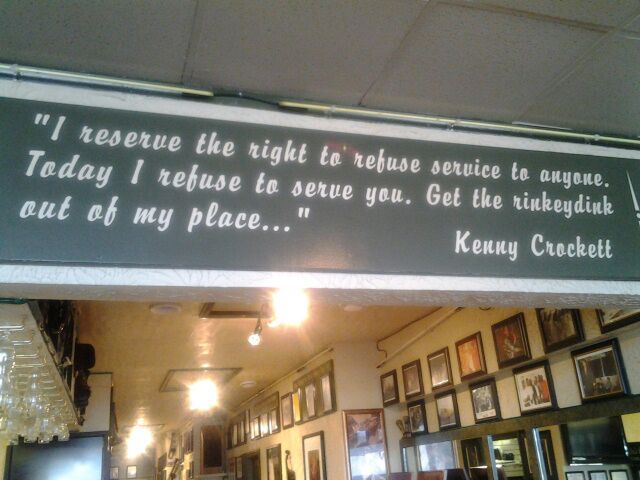 "I reserve the right to refuse service to anyone.
Today I refuse to serve you. Get the rinkeydink
out of my place..."
Kenny Crockett